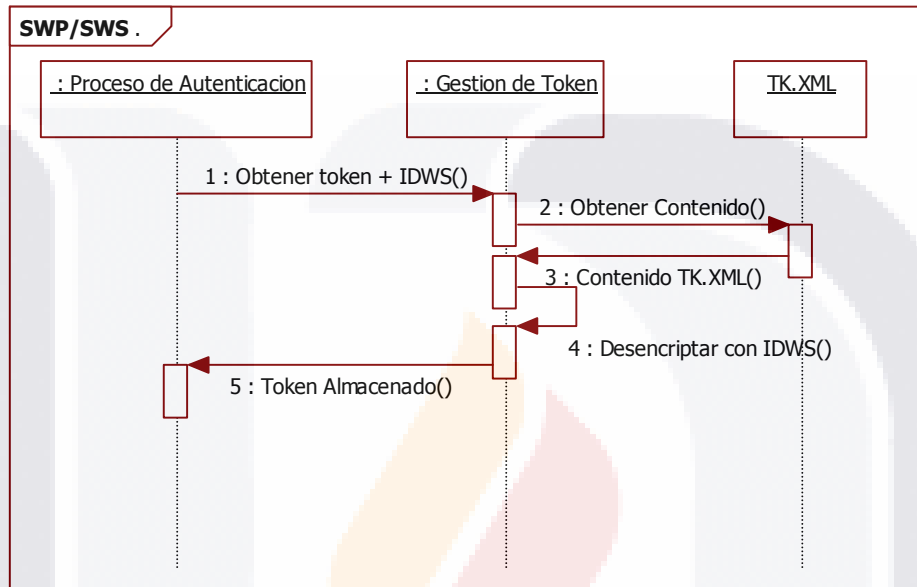 SWP/SWS .
: Proceso de Autenticacion
: Gestion de Token
TK.XML
1 : Obtener token + IDWS()
2 : Obtener Contenido()
3 : Contenido TK.XML()
4 : Desencriptar con IDWS()
5 : Token Almacenado()